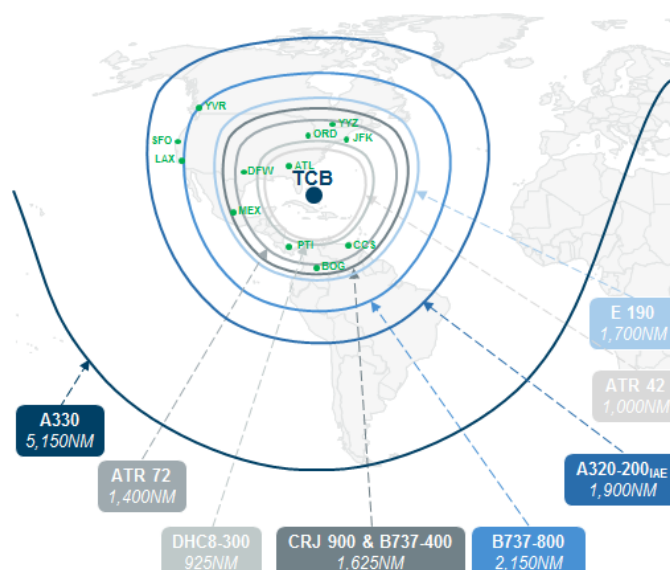 YVR
YYZ
SFO
ORD
JFK
LAX
DFW
ATL
TCB
MEX
PTI
CCS
BOG
E 190
1,700NM
ATR 42
1,000NM
A330
5,150NM
A320-200IAE
1,900NM
ATR 72
1,400NM
DHC8-300
925NM
CRJ 900 & B737-400
1,625NM
B737-800
2,150NM